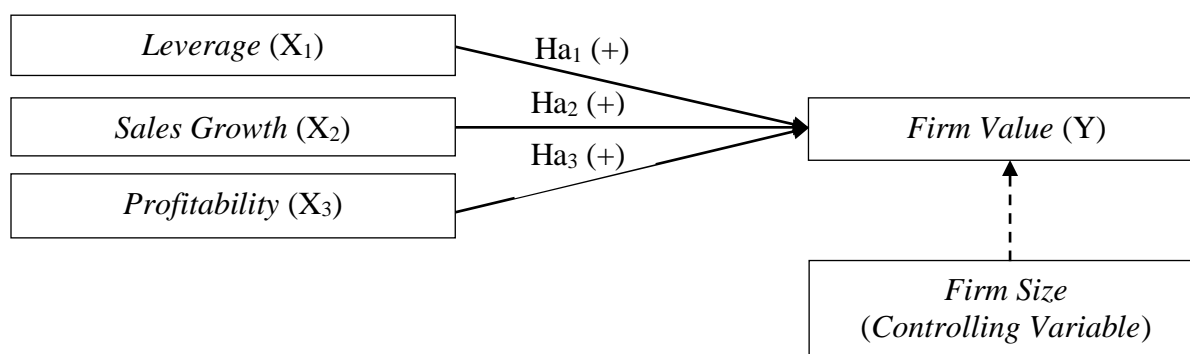 Leverage (X₁)
Ha₁ (+)
Sales Growth (X₂)
Ha₂ (+)
Firm Value (Y)
Ha₃ (+)
Profitability (X₃)
Firm Size
(Controlling Variable)